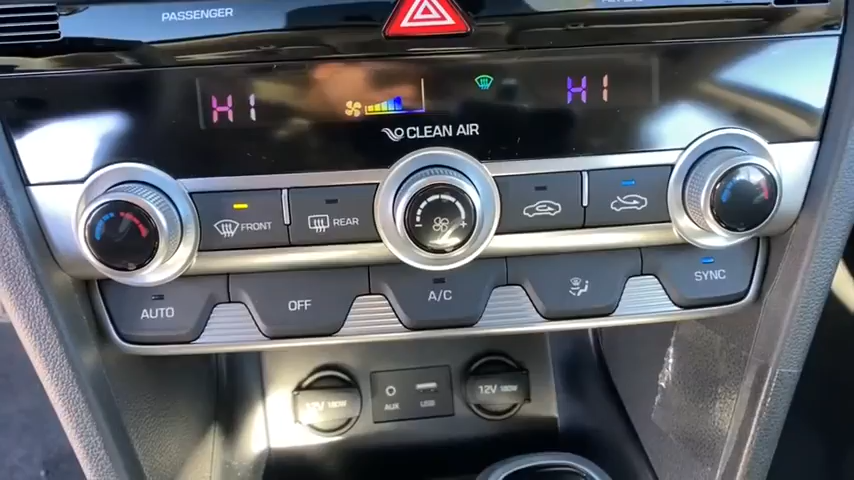 PASSENGER
HI HI
CLEAN AIR
FRONT REAR
AUTO OFF A/C SYNC
AUX USB
12V 180W 12V 180W